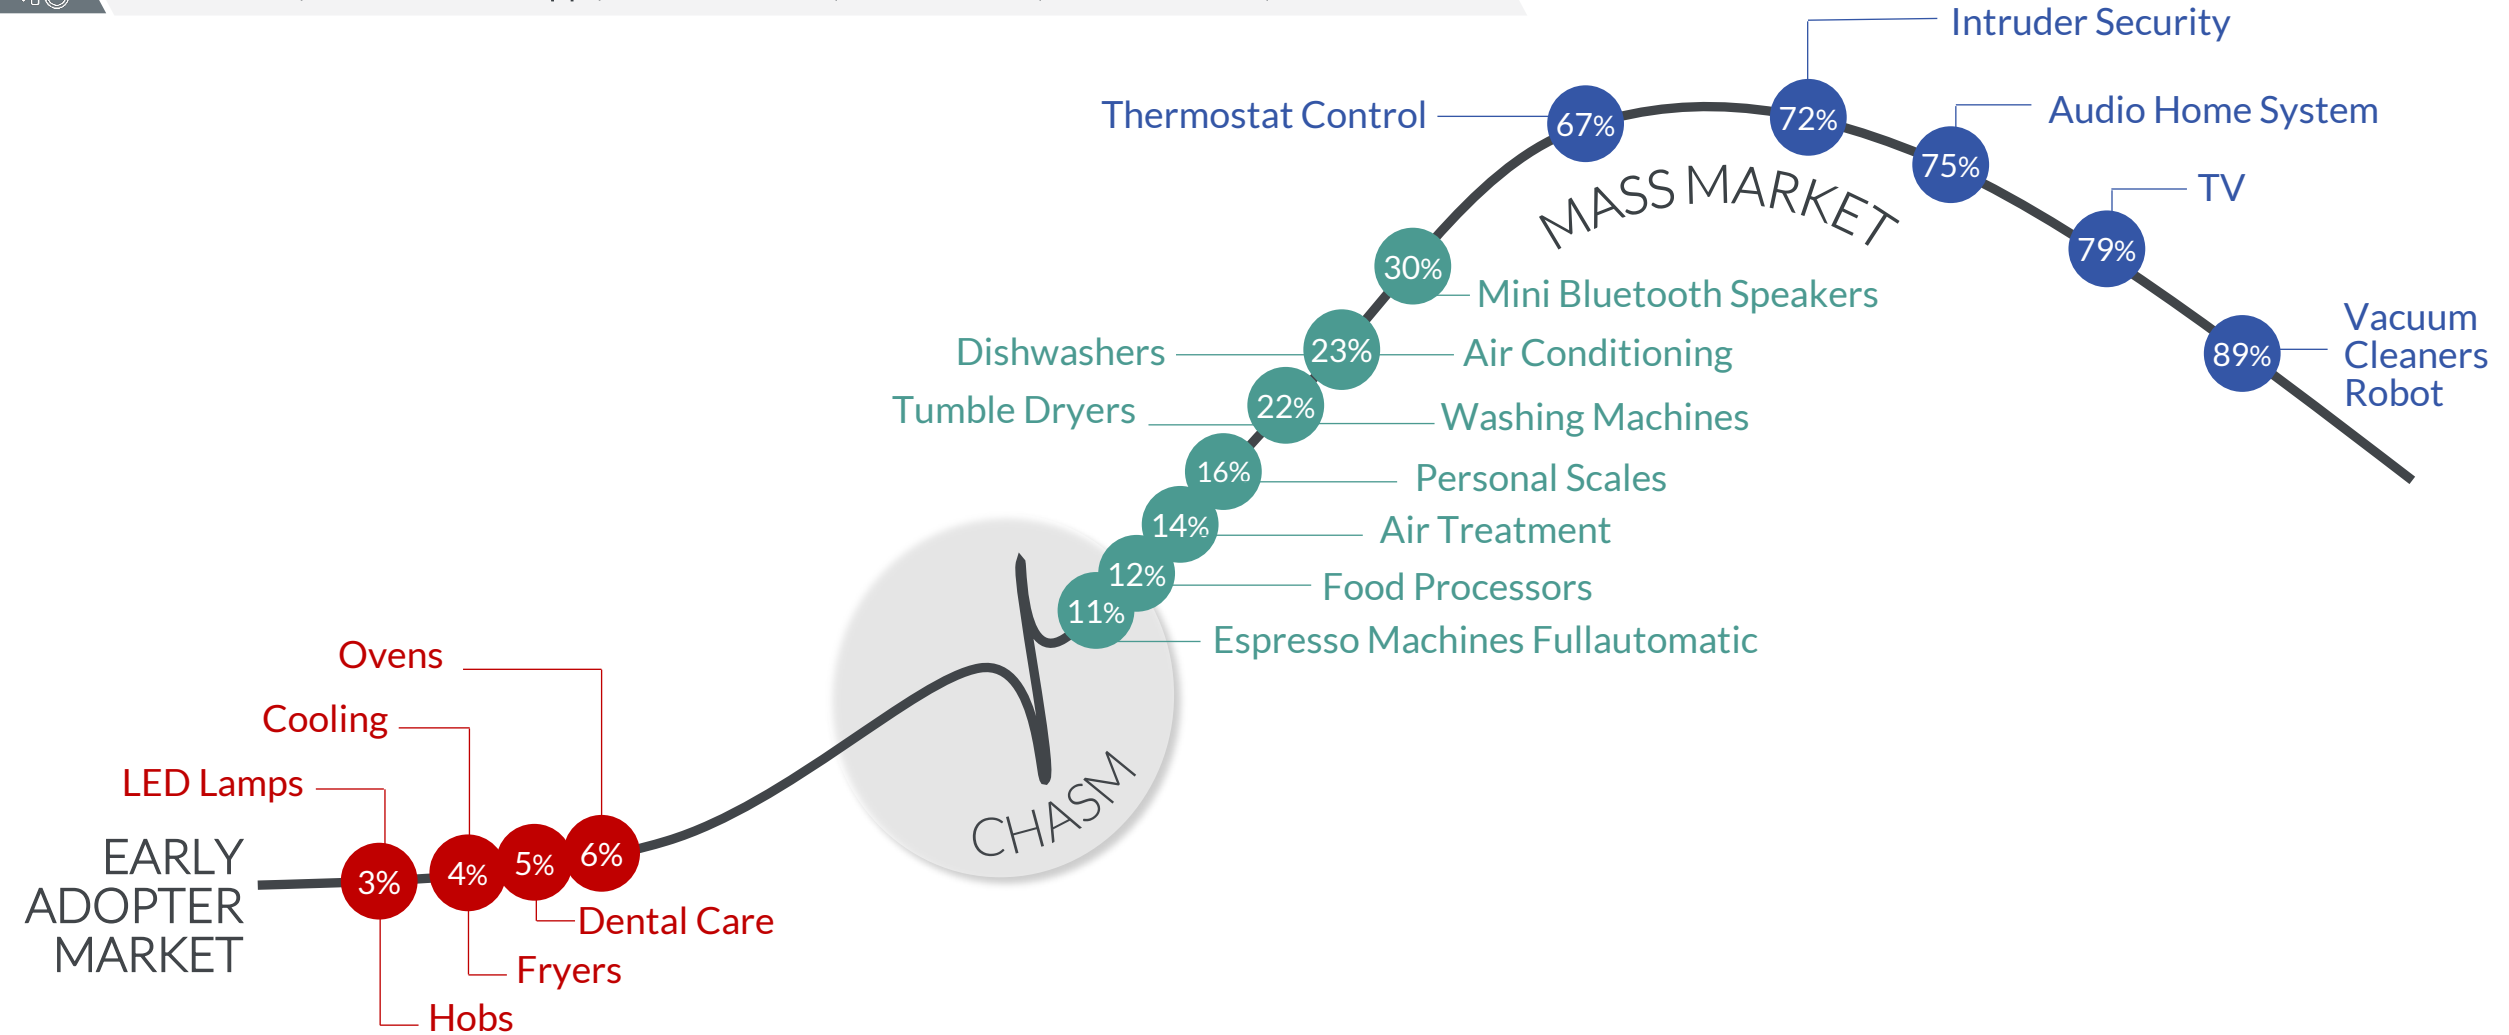 Intruder Security
Thermostat Control
67%
72%
Audio Home System
75%
TV
79%
MASS MARKET
30%
Mini Bluetooth Speakers
Vacuum
Cleaners
Robot
89%
Dishwashers
23%
Air Conditioning
Tumble Dryers
22%
Washing Machines
16%
Personal Scales
14%
Air Treatment
12%
Food Processors
11%
Espresso Machines Fullautomatic
CHASM
Ovens
Cooling
LED Lamps
EARLY
ADOPTER
MARKET
3%
4%
5%
6%
Dental Care
Fryers
Hobs